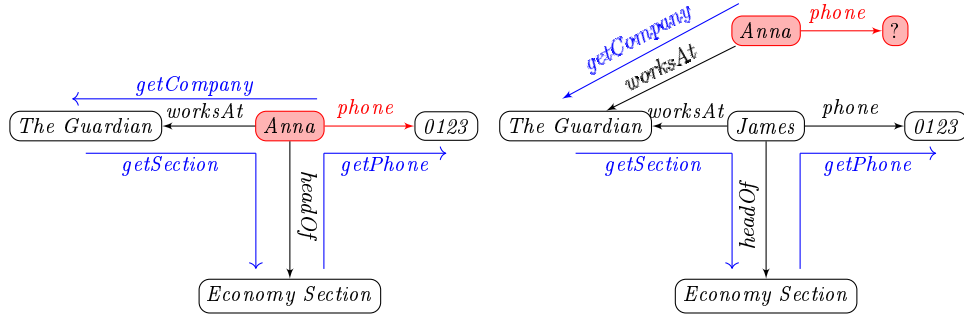 getCompany
The Guardian worksAt Anna phone 0123
getSection getPhone
headOf
Economy Section
Anna phone ?
getCompany
worksAt
The Guardian worksAt James phone 0123
getSection getPhone
headOf
Economy Section